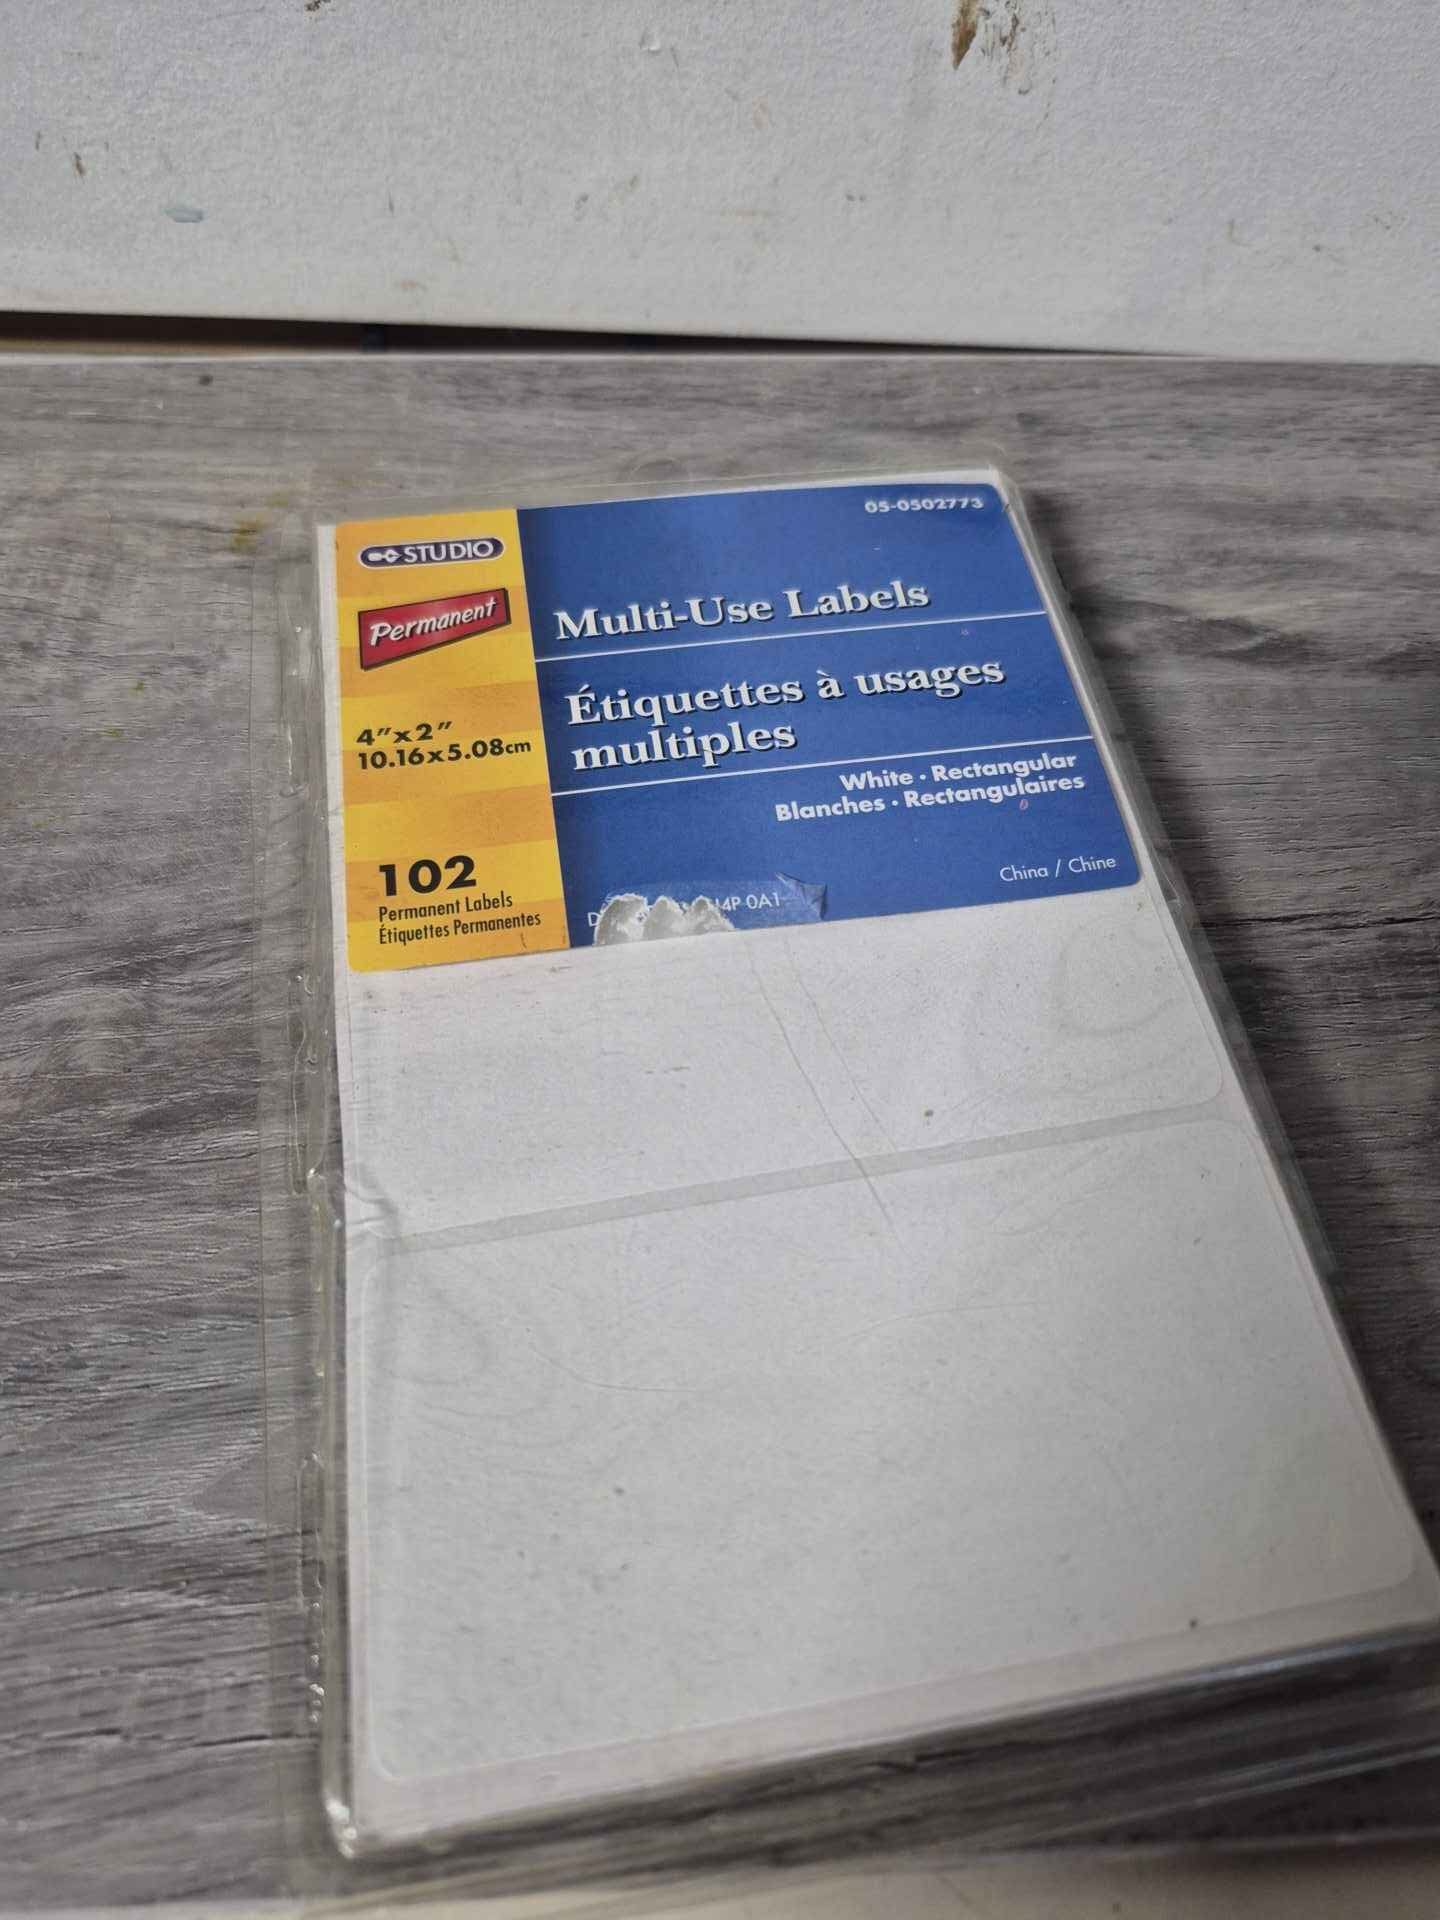 STUDIO
05-0502773
Permanent
Multi-Use Labels
Étiquettes à usages
multiples
4"x2"
10.16x5.08cm
White • Rectangular
Blanches • Rectangulaires
102
Permanent Labels
Étiquettes Permanentes
China / Chine
0A1